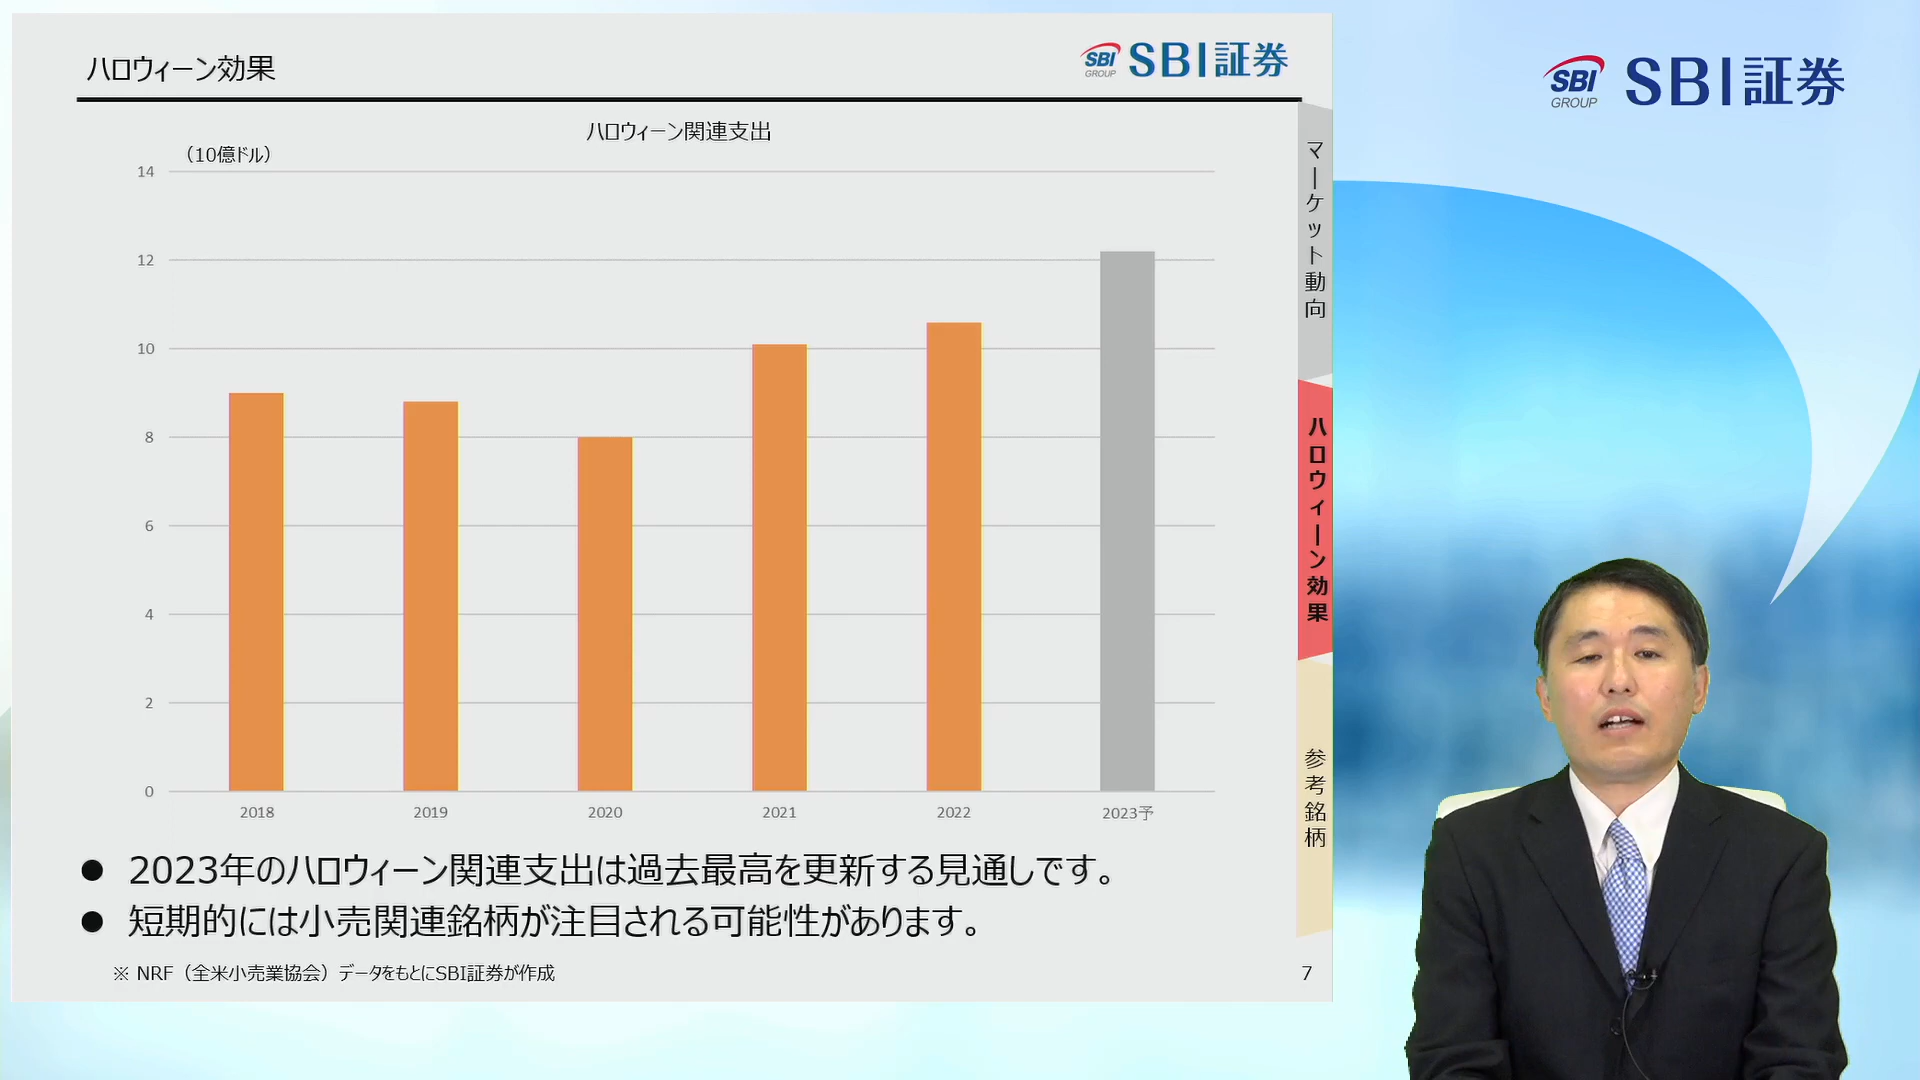 ハロウィーン効果
SBI GROUP SBI証券
ハロウィーン関連支出
（10億ドル）
14
12
10
8
6
4
2
0
2018 2019 2020 2021 2022 2023予
● 2023年のハロウィーン関連支出は過去最高を更新する見通しです。
● 短期的には小売関連銘柄が注目される可能性があります。
※ NRF（全米小売業協会）データをもとにSBI証券が作成
7
マーケット動向
ハロウィーン効果
参考銘柄
SBI GROUP SBI証券